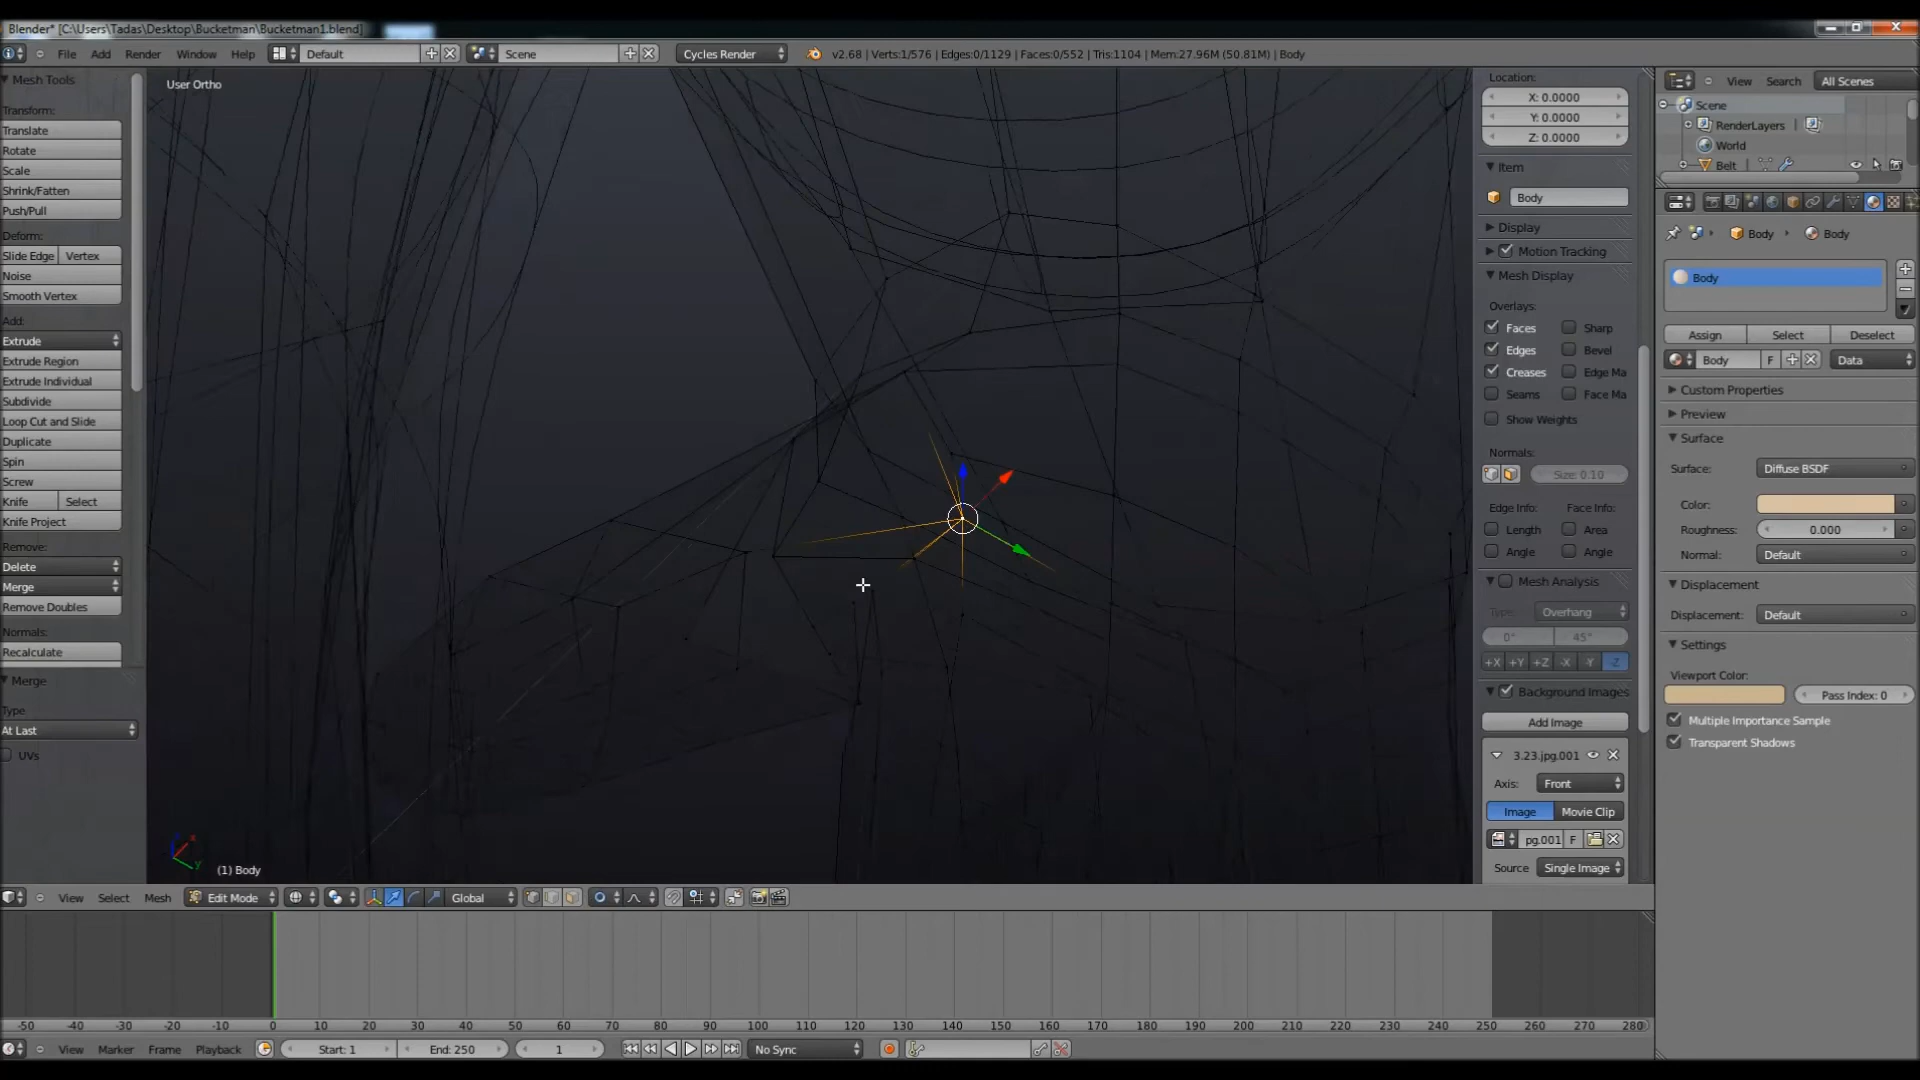 Blender* [C:\Users\Tadas\Desktop\Bucketman\Bucketman1.blend]
File Add Render Window Help Default Scene Cycles Render v2.68 | Verts:1/576 | Edges:0/1129 | Faces:0/552 | Tris:1104 | Mem:27.96M (50.81M) | Body
Mesh Tools
Transform:
Translate
Rotate
Scale
Shrink/Fatten
Push/Pull
Deform:
Slide Edge Vertex
Noise
Smooth Vertex
Add:
Extrude
Extrude Region
Extrude Individual
Subdivide
Loop Cut and Slide
Duplicate
Spin
Screw
Knife Select
Knife Project
Remove:
Delete
Merge
Remove Doubles
Normals:
Recalculate
Merge
Type
At Last
UVs
User Ortho
(1) Body
Location:
X: 0.0000
Y: 0.0000
Z: 0.0000
Item
Body
Display
Motion Tracking
Mesh Display
Overlays:
Faces Sharp
Edges Bevel
Creases Edge Ma
Seams Face Ma
Show Weights
Normals:
Size: 0.10
Edge Info: Face Info:
Length Area
Angle Angle
Mesh Analysis
Type: Overhang
0° 45°
+X +Y +Z -X -Y -Z
Background Images
Add Image
3.23.jpg.001
Axis: Front
Image Movie Clip
pg.001 F
Source Single Image
View Search All Scenes
Scene
RenderLayers
World
Belt
Body Body
Body
Assign Select Deselect
Body F Data
Custom Properties
Preview
Surface
Surface: Diffuse BSDF
Color:
Roughness: 0.000
Normal: Default
Displacement
Displacement: Default
Settings
Viewport Color:
Pass Index: 0
Multiple Importance Sample
Transparent Shadows
View Select Mesh Edit Mode Global
-50 -40 -30 -20 -10 0 10 20 30 40 50 60 70 80 90 100 110 120 130 140 150 160 170 180 190 200 210 220 230 240 250 260 270 280
View Marker Frame Playback Start: 1 End: 250 1 No Sync